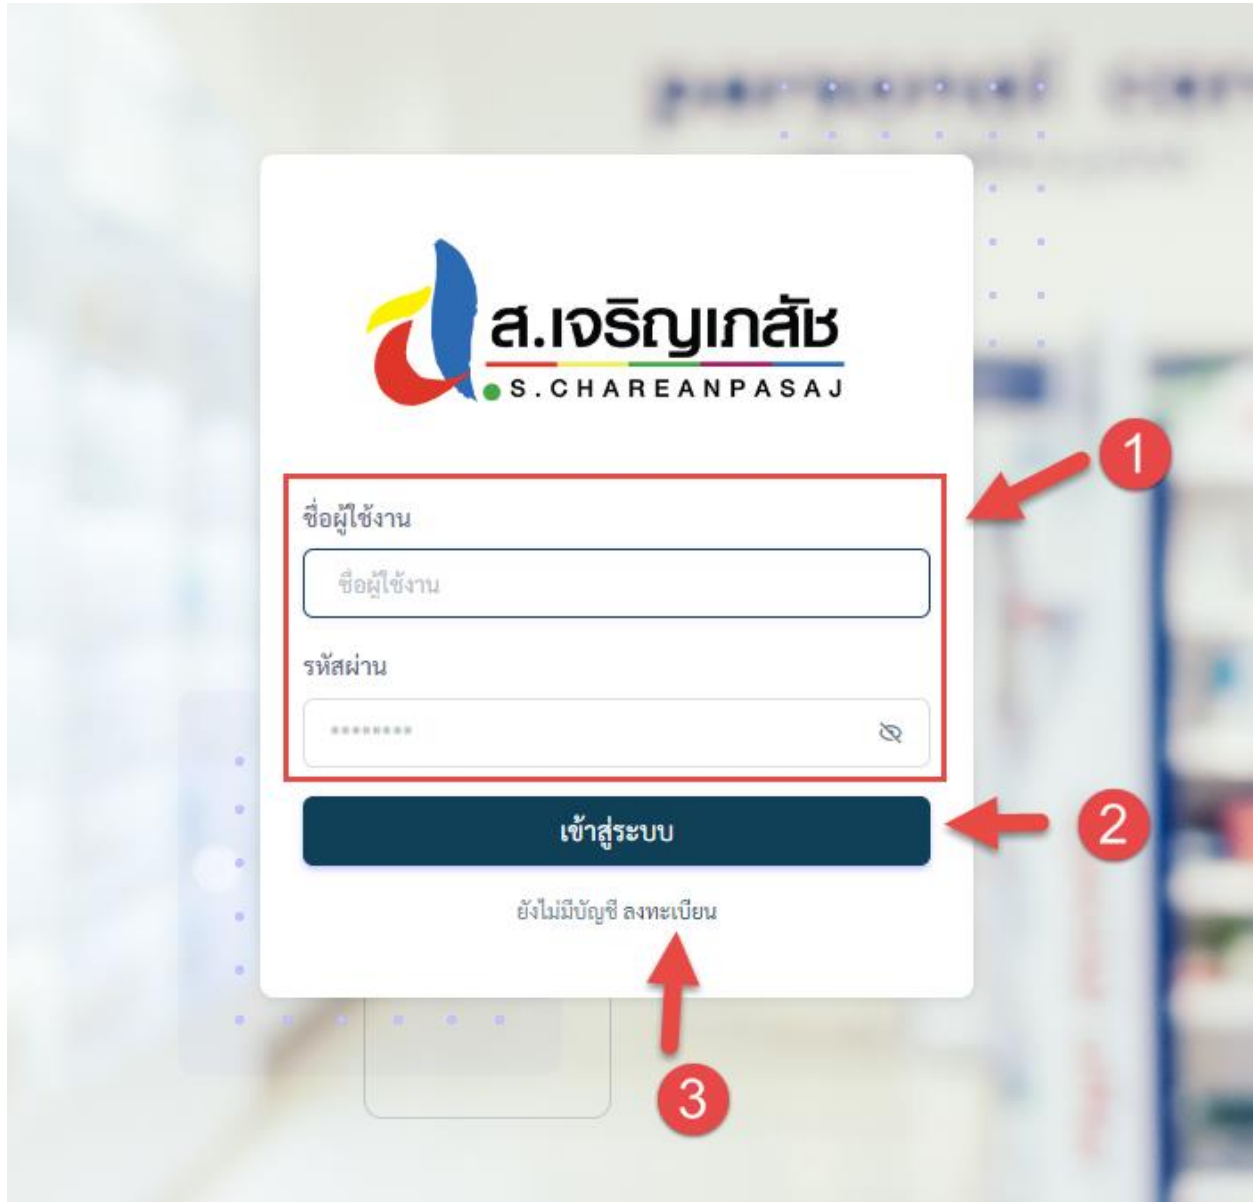 ส.เจริญเภสัช
S.CHAREANPASAJ
1
ชื่อผู้ใช้งาน
ชื่อผู้ใช้งาน
รหัสผ่าน
********
เข้าสู่ระบบ
2
ยังไม่มีบัญชี ลงทะเบียน
3